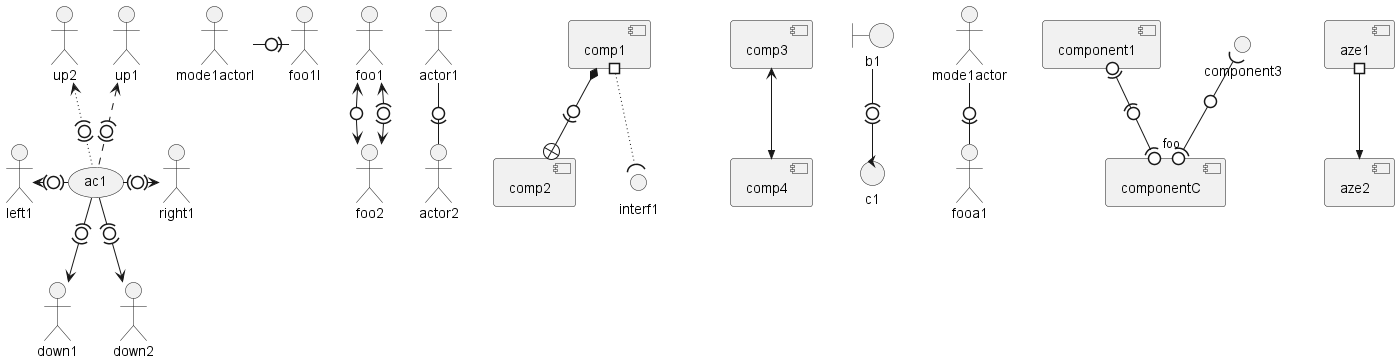 up2
up1
mode1actorl
foo1l
foo1
actor1
comp1
comp3
b1
mode1actor
component1
component3
aze1
left1
ac1
right1
foo2
actor2
comp2
interf1
comp4
c1
fooa1
foo
componentC
aze2
down1
down2